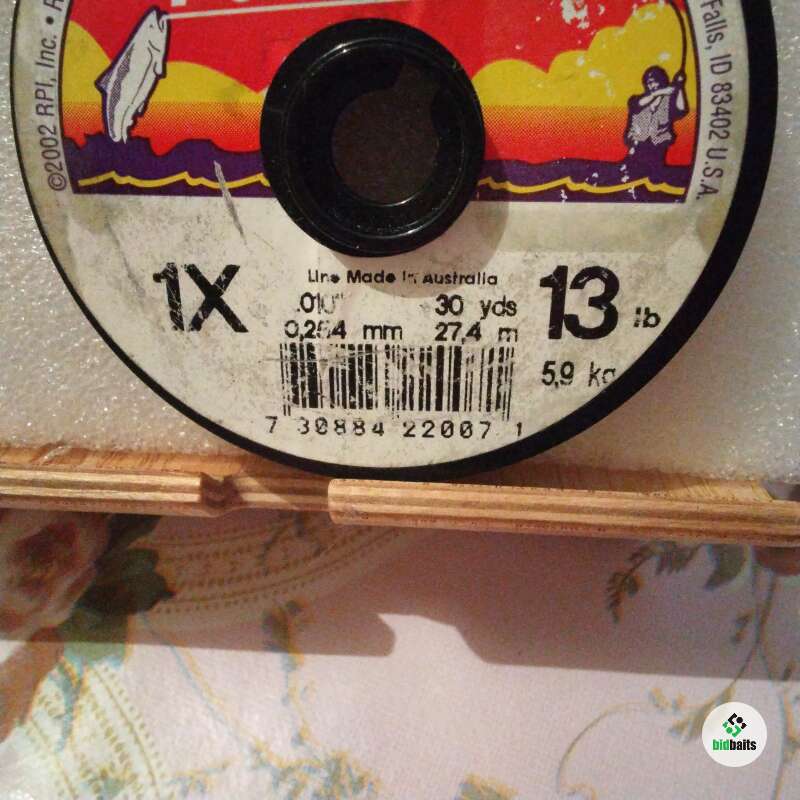 ©2002 RPI, Inc. •
Falls, ID 83402 U.S.A.
Line Made in Australia
1X
.010" 30 yds
0,254 mm 27,4 m
13 lb
5,9 kg
7 30884 22007 1
bidbaits